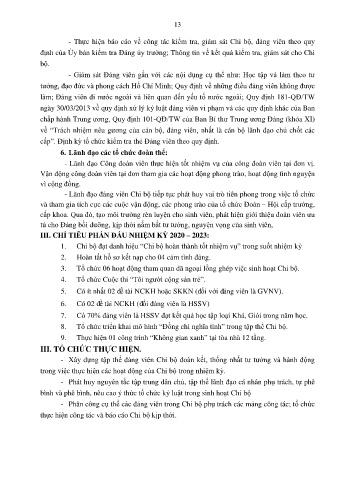 13
- Thực hiện báo cáo về công tác kiểm tra, giám sát Chi bộ, đảng viên theo quy
định của Ủy bản kiểm tra Đảng ủy trường; Thông tin về kết quả kiểm tra, giám sát cho Chi
bộ.
- Giám sát Đảng viên gắn với các nội dụng cụ thể như: Học tập và làm theo tư
tưởng, đạo đức và phong cách Hồ Chí Minh; Quy định về những điều đảng viên không được
làm; Đảng viên đi nước ngoài và liên quan đến yếu tố nước ngoài; Quy định 181-QĐ/TW
ngày 30/03/2013 về quy định xử lý kỷ luật đảng viên vi phạm và các quy định khác của Ban
chấp hành Trung ương, Quy định 101-QĐ/TW của Ban Bí thư Trung ương Đảng (khóa XI)
về “Trách nhiệm nêu gương của cán bộ, đảng viên, nhất là cán bộ lãnh đạo chủ chốt các
cấp”. Định kỳ tổ chức kiểm tra thẻ Đảng viên theo quy định.
6. Lãnh đạo các tổ chức đoàn thể:
- Lãnh đạo Công đoàn viên thực hiện tốt nhiệm vụ của công đoàn viên tại đơn vị.
Vận động công đoàn viên tại đơn tham gia các hoạt động phong trào, hoạt động tình nguyện
vì cộng đồng.
- Lãnh đạo đảng viên Chi bộ tiếp tục phát huy vai trò tiên phong trong việc tổ chức
và tham gia tích cực các cuộc vận động, các phong trào của tổ chức Đoàn – Hội cấp trường,
cấp khoa. Qua đó, tạo môi trường rèn luyện cho sinh viên, phát hiện giới thiệu đoàn viên ưu
tú cho Đảng bồi dưỡng, kịp thời nắm bắt tư tưởng, nguyện vọng của sinh viên,
III. CHỈ TIÊU PHẤN ĐẤU NHIỆM KỲ 2020 – 2023:
1. Chi bộ đạt danh hiệu “Chi bộ hoàn thành tốt nhiệm vụ” trong suốt nhiệm kỳ
2. Hoàn tất hồ sơ kết nạp cho 04 cảm tình đảng.
3. Tổ chức 06 hoạt động tham quan dã ngoại lồng ghép việc sinh hoạt Chi bộ.
4. Tổ chức Cuộc thi “Tôi người cộng sản trẻ”.
5. Có ít nhất 02 đề tài NCKH hoặc SKKN (đối với đảng viên là GVNV).
6. Có 02 đề tài NCKH (đối đảng viên là HSSV)
7. Có 70% đảng viên là HSSV đạt kết quả học tập loại Khá, Giỏi trong năm học.
8. Tổ chức triển khai mô hình “Đồng chí nghĩa tình” trong tập thể Chi bộ.
9. Thực hiện 01 công trình “Không gian xanh” tại tòa nhà 12 tầng.
III. TỔ CHỨC THỰC HIỆN.
- Xây dựng tập thể đảng viên Chi bộ đoàn kết, thống nhất tư tưởng và hành động
trong việc thực hiện các hoạt động của Chi bộ trong nhiệm kỳ.
- Phát huy nguyên tắc tập trung dân chủ, tập thể lãnh đạo cá nhân phụ trách, tự phê
bình và phê bình, nêu cao ý thức tổ chức kỷ luật trong sinh hoạt Chi bộ
- Phân công cụ thể các đảng viên trong Chi bộ phụ trách các mảng công tác; tổ chức
thực hiện công tác và báo cáo Chi bộ kịp thời.